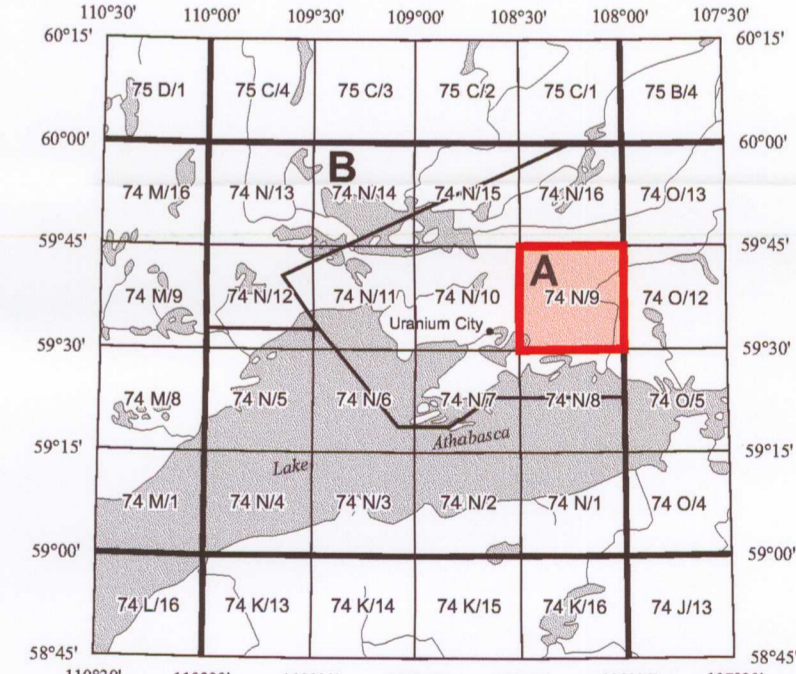 110°30' 110°00' 109°30' 109°00' 108°30' 108°00' 107°30'
60°15' 60°15'
75 D/1 75 C/4 75 C/3 75 C/2 75 C/1 75 B/4
60°00' 60°00'
B
74 M/16 74 N/13 74 N/14 74 N/15 74 N/16 74 O/13
59°45' 59°45'
A
74 M/9 74 N/12 74 N/11 74 N/10 74 N/9 74 O/12
Uranium City
59°30' 59°30'
74 M/8 74 N/5 74 N/6 74 N/7 74 N/8 74 O/5
Lake Athabasca
59°15' 59°15'
74 M/1 74 N/4 74 N/3 74 N/2 74 N/1 74 O/4
59°00' 59°00'
74 L/16 74 K/13 74 K/14 74 K/15 74 K/16 74 J/13
58°45' 58°45'